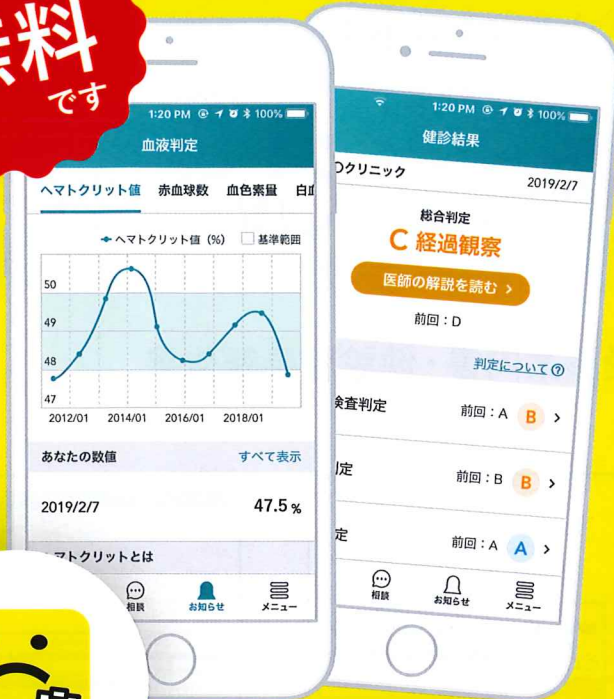 無料
です
1:20 PM 100%
血液判定
ヘマトクリット値 赤血球数 血色素量 白血
ヘマトクリット値（%） 基準範囲
50
49
48
47
2012/01 2014/01 2016/01 2018/01
あなたの数値 すべて表示
2019/2/7 47.5 %
マトクリットとは
相談 お知らせ メニュー
1:20 PM 100%
健診結果
〇クリニック 2019/2/7
総合判定
C 経過観察
医師の解説を読む >
前回：D
判定について?
検査判定 前回：A B >
定 前回：B B >
定 前回：A A >
相談 お知らせ メニュー